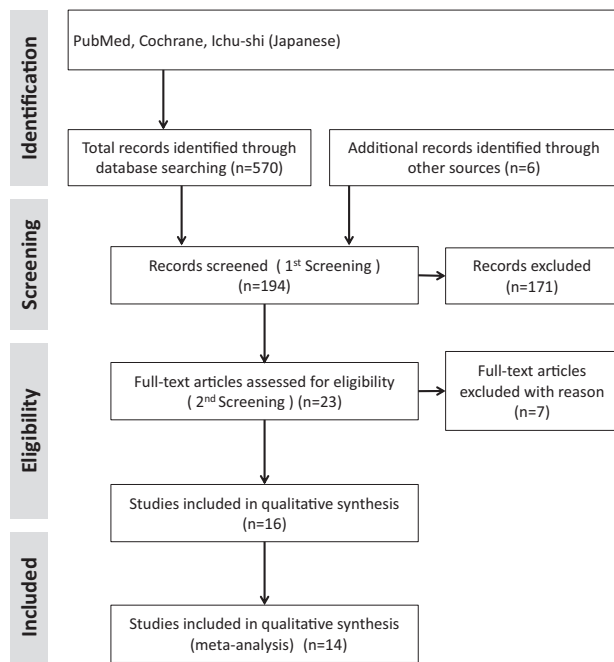 Identification
PubMed, Cochrane, Ichu-shi (Japanese)
Total records identified through
database searching (n=570)
Additional records identified through
other sources (n=6)
Screening
Records screened ( 1st Screening )
(n=194)
Records excluded
(n=171)
Eligibility
Full-text articles assessed for eligibility
( 2nd Screening ) (n=23)
Full-text articles
excluded with reason
(n=7)
Studies included in qualitative synthesis
(n=16)
Included
Studies included in qualitative synthesis
(meta-analysis) (n=14)